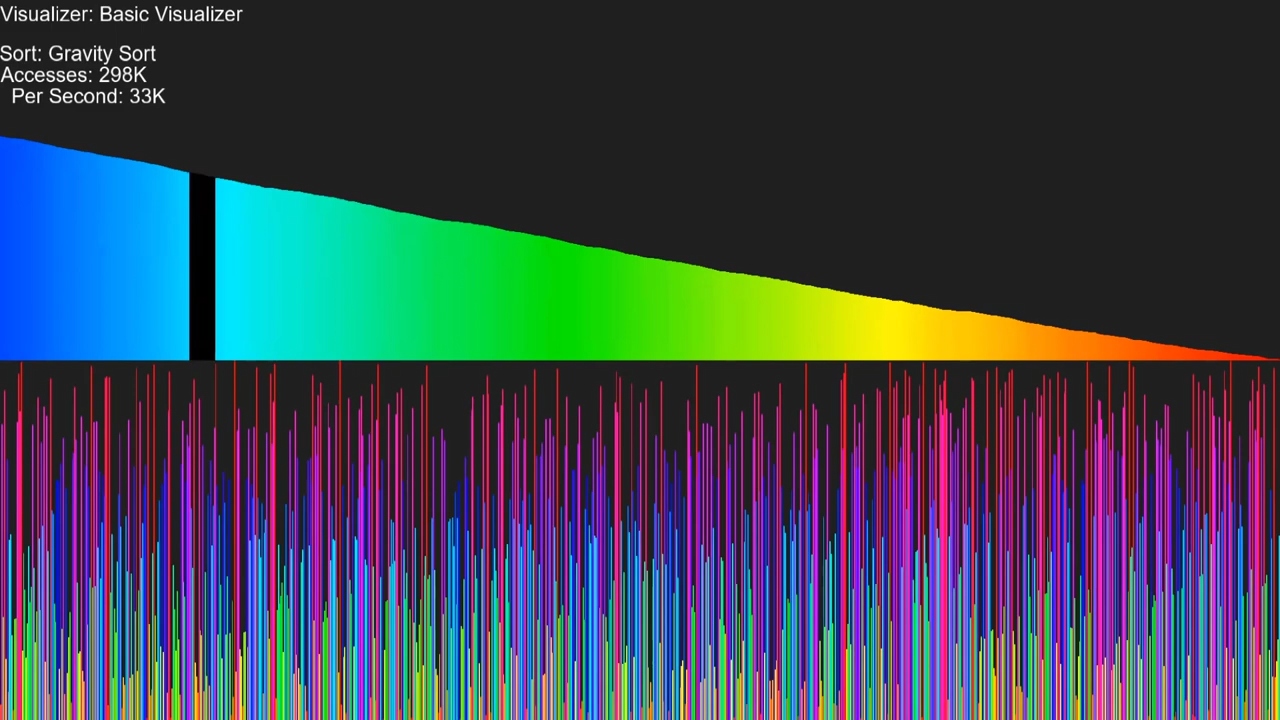 Visualizer: Basic Visualizer
Sort: Gravity Sort
Accesses: 298K
Per Second: 33K